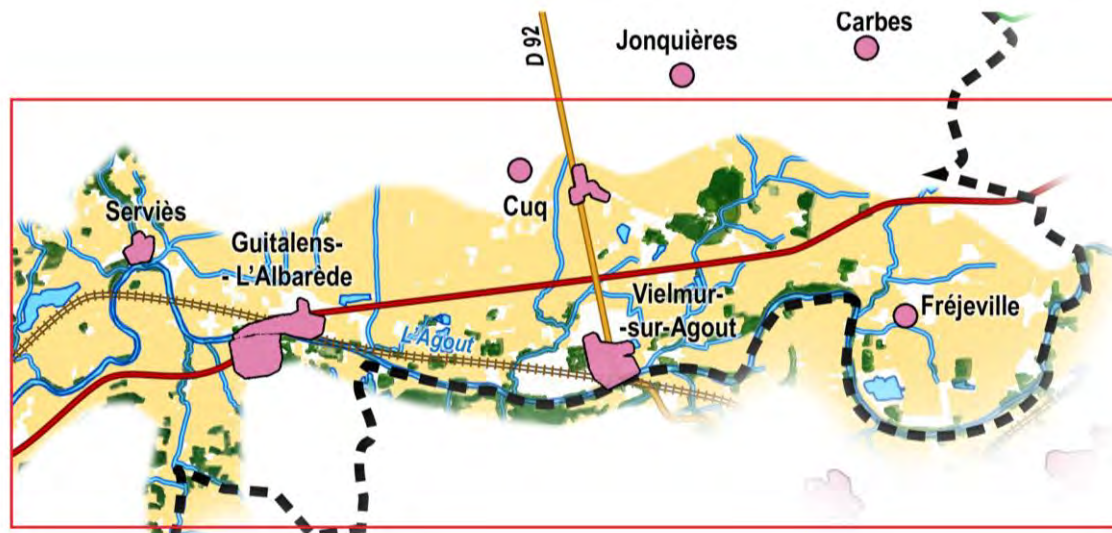 Carbes
Jonquières
D 92
Cuq
Serviès
Guitalens-
- L'Albarède
Vielmur-
-sur-Agout
Fréjeville
L'Agout